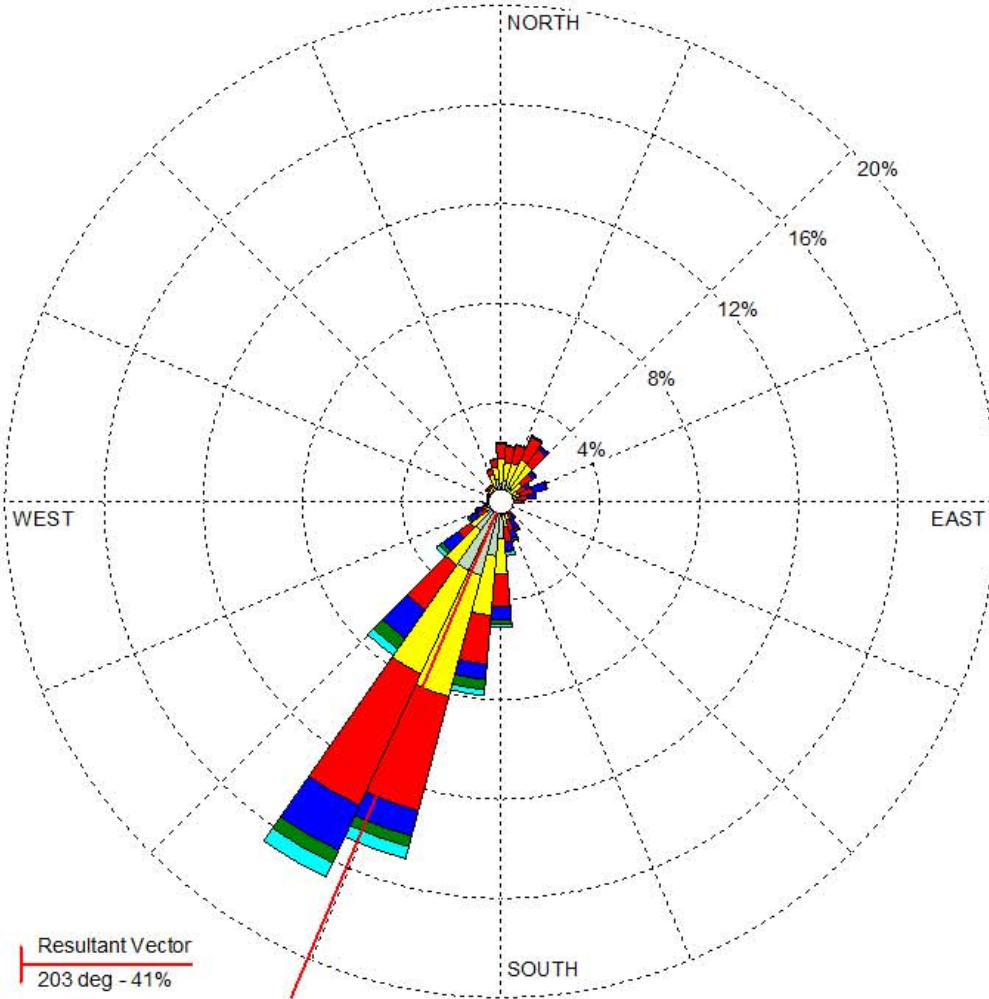 NORTH
20%
16%
12%
8%
4%
WEST
EAST
Resultant Vector
203 deg - 41%
SOUTH